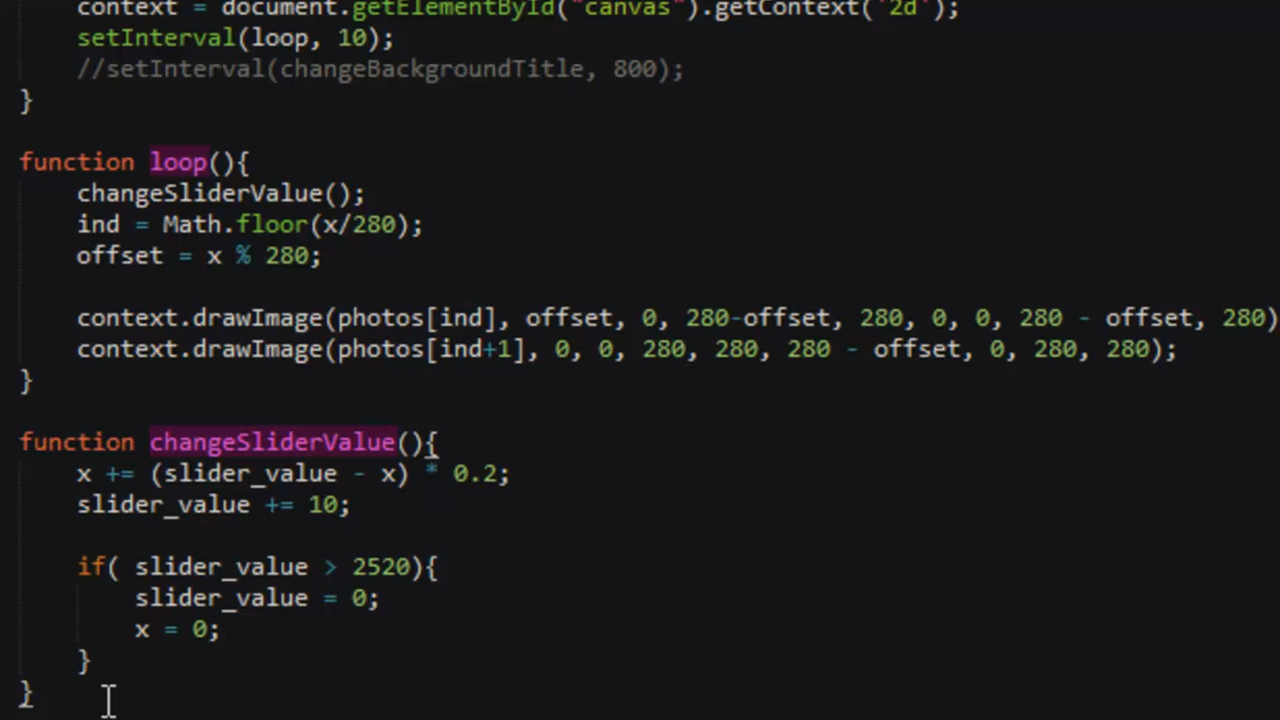 context = document.getElementById("canvas").getContext('2d');
setInterval(loop, 10);
//setInterval(changeBackgroundTitle, 800);
}
function loop(){
changeSliderValue();
ind = Math.floor(x/280);
offset = x % 280;
context.drawImage(photos[ind], offset, 0, 280-offset, 280, 0, 0, 280 - offset, 280)
context.drawImage(photos[ind+1], 0, 0, 280, 280, 280 - offset, 0, 280, 280);
}
function changeSliderValue(){
x += (slider_value - x) * 0.2;
slider_value += 10;
if( slider_value > 2520){
slider_value = 0;
x = 0;
}
}